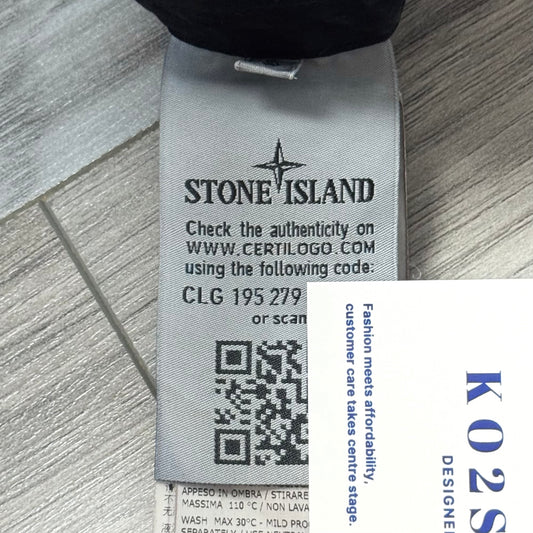 STONE ISLAND
Check the authenticity on
WWW.CERTILOGO.COM
using the following code:
CLG 195 279
or scan
APPESO IN OMBRA / STIRARE
MASSIMA 110 °C / NON LAVA
WASH MAX 30°C - MILD PRO
Fashion meets affordability,
customer care takes centre stage.
KO2S
DESIGNE